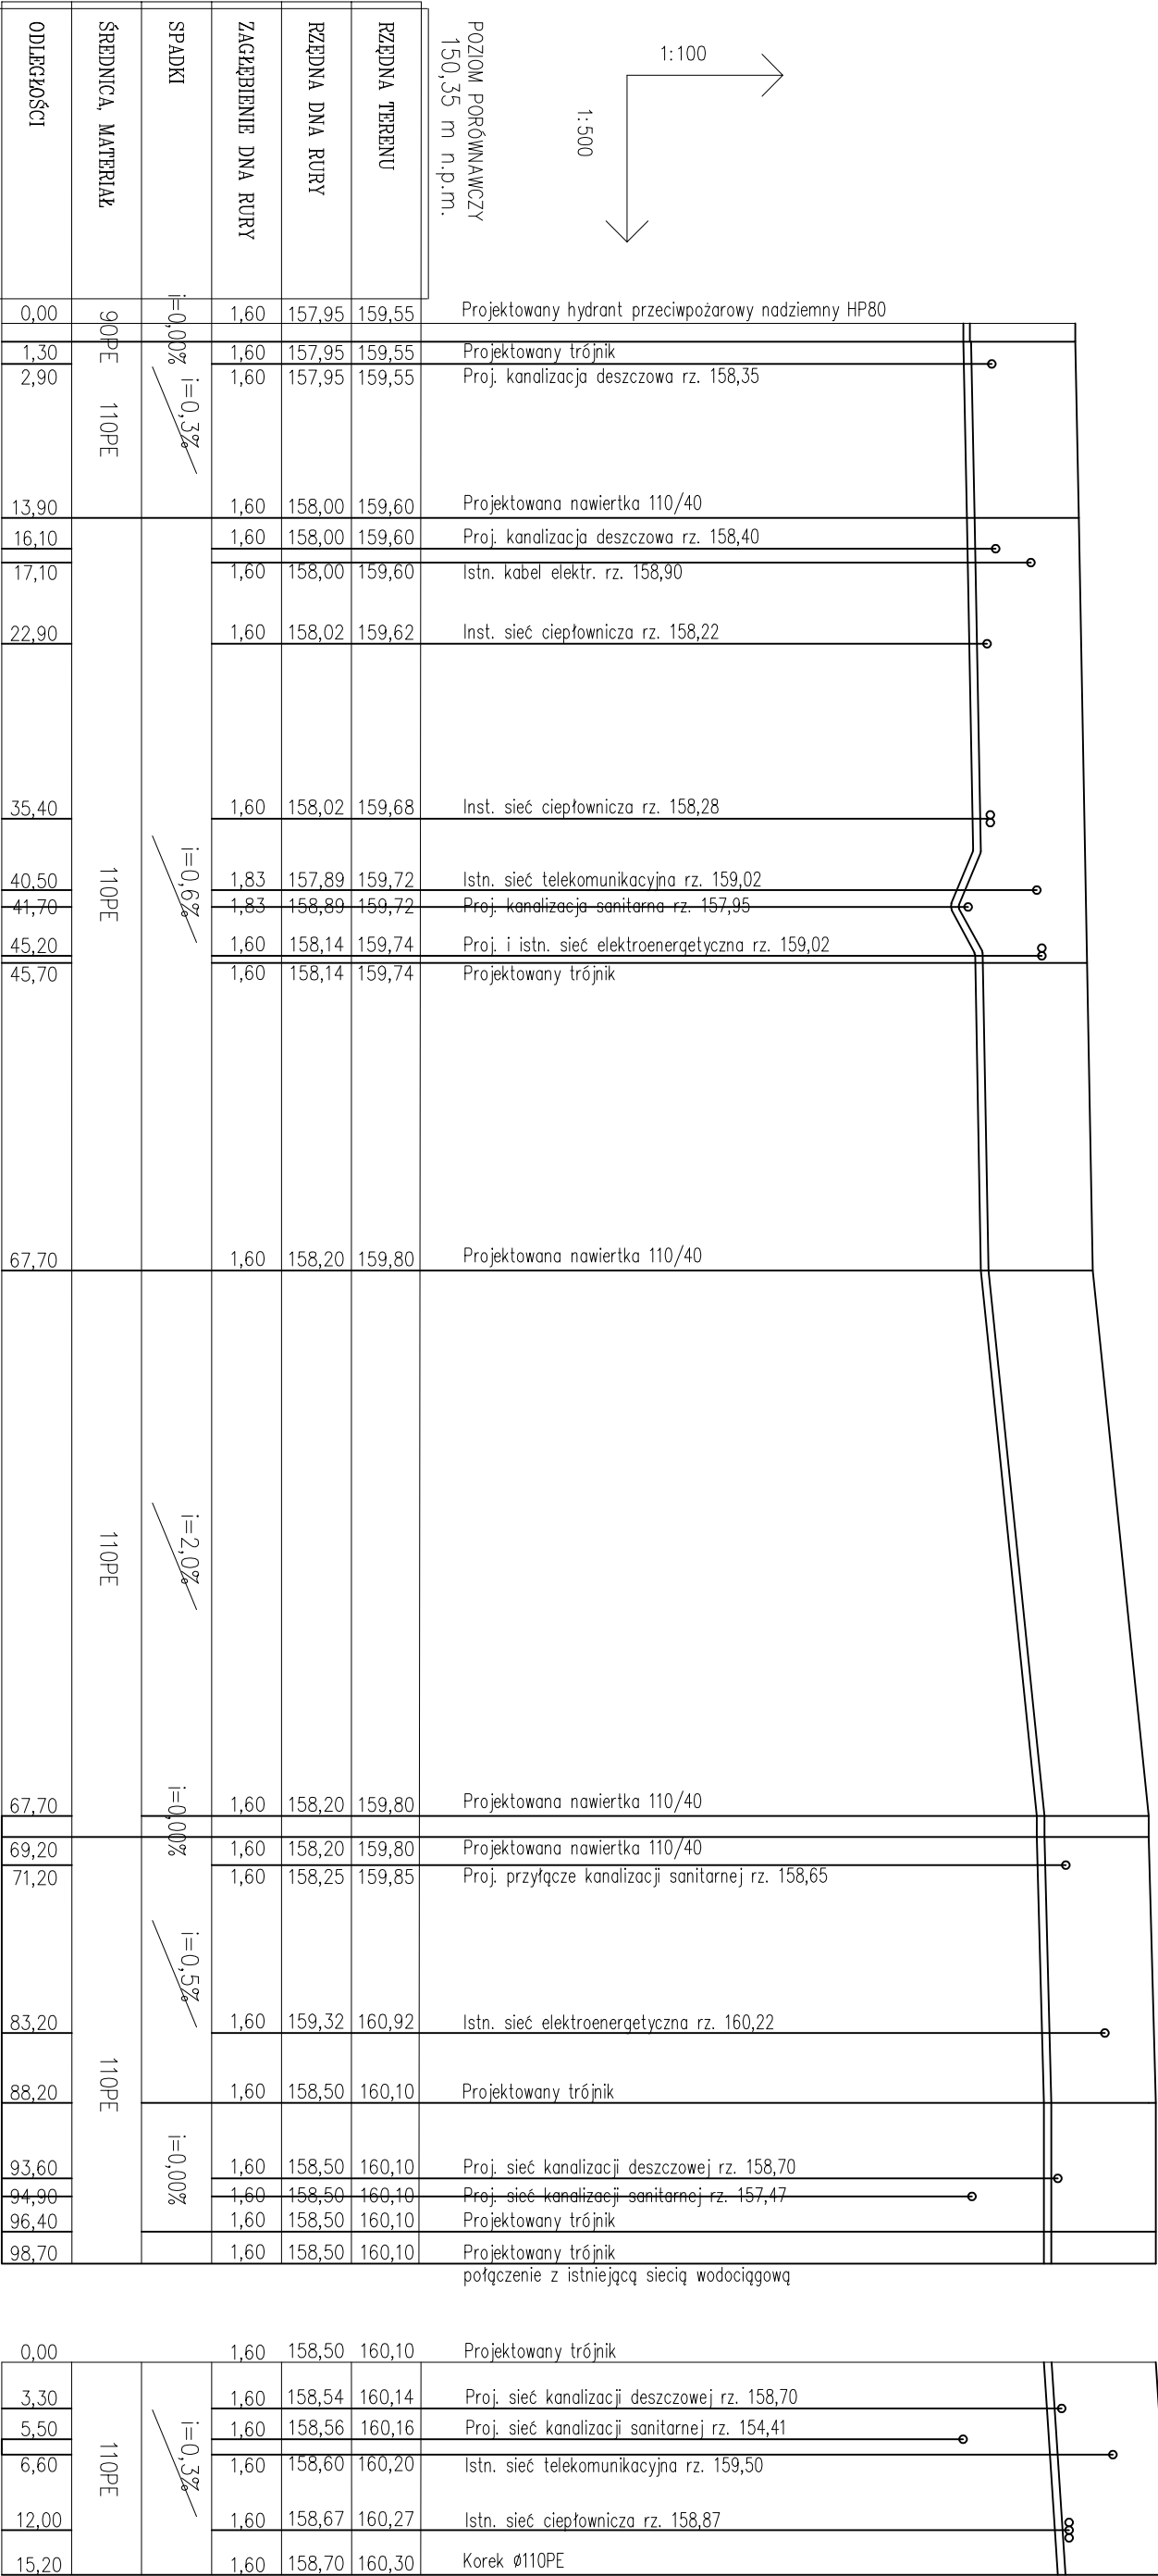 1:100
1:500
POZIOM PORÓWNAWCZY
150,35 m n.p.m.
RZĘDNA TERENU
RZĘDNA DNA RURY
ZAGŁĘBIENIE DNA RURY
SPADKI
ŚREDNICA, MATERIAŁ
ODLEGŁOŚCI
0,00 90PE i=0,00% 1,60 157,95 159,55 Projektowany hydrant przeciwpożarowy nadziemny HP80
1,30 1,60 157,95 159,55 Projektowany trójnik
2,90 1,60 157,95 159,55 Proj. kanalizacja deszczowa rz. 158,35
110PE i=0,3%
13,90 1,60 158,00 159,60 Projektowana nawiertka 110/40
16,10 1,60 158,00 159,60 Proj. kanalizacja deszczowa rz. 158,40
17,10 1,60 158,00 159,60 Istn. kabel elektr. rz. 158,90
22,90 1,60 158,02 159,62 Inst. sieć ciepłownicza rz. 158,22
35,40 1,60 158,02 159,68 Inst. sieć ciepłownicza rz. 158,28
110PE i=0,6%
40,50 1,83 157,89 159,72 Istn. sieć telekomunikacyjna rz. 159,02
41,70 1,83 158,89 159,72 Proj. kanalizacja sanitarna rz. 157,95
45,20 1,60 158,14 159,74 Proj. i istn. sieć elektroenergetyczna rz. 159,02
45,70 1,60 158,14 159,74 Projektowany trójnik
67,70 1,60 158,20 159,80 Projektowana nawiertka 110/40
110PE i=2,0%
67,70 i=0,00% 1,60 158,20 159,80 Projektowana nawiertka 110/40
69,20 1,60 158,20 159,80 Projektowana nawiertka 110/40
71,20 1,60 158,25 159,85 Proj. przyłącze kanalizacji sanitarnej rz. 158,65
i=0,5%
83,20 1,60 159,32 160,92 Istn. sieć elektroenergetyczna rz. 160,22
110PE
88,20 1,60 158,50 160,10 Projektowany trójnik
i=0,00%
93,60 1,60 158,50 160,10 Proj. sieć kanalizacji deszczowej rz. 158,70
94,90 1,60 158,50 160,10 Proj. sieć kanalizacji sanitarnej rz. 157,47
96,40 1,60 158,50 160,10 Projektowany trójnik
98,70 1,60 158,50 160,10 Projektowany trójnik
połączenie z istniejącą siecią wodociągową
0,00 1,60 158,50 160,10 Projektowany trójnik
3,30 1,60 158,54 160,14 Proj. sieć kanalizacji deszczowej rz. 158,70
5,50 1,60 158,56 160,16 Proj. sieć kanalizacji sanitarnej rz. 154,41
110PE i=0,3%
6,60 1,60 158,60 160,20 Istn. sieć telekomunikacyjna rz. 159,50
12,00 1,60 158,67 160,27 Istn. sieć ciepłownicza rz. 158,87
15,20 1,60 158,70 160,30 Korek ø110PE